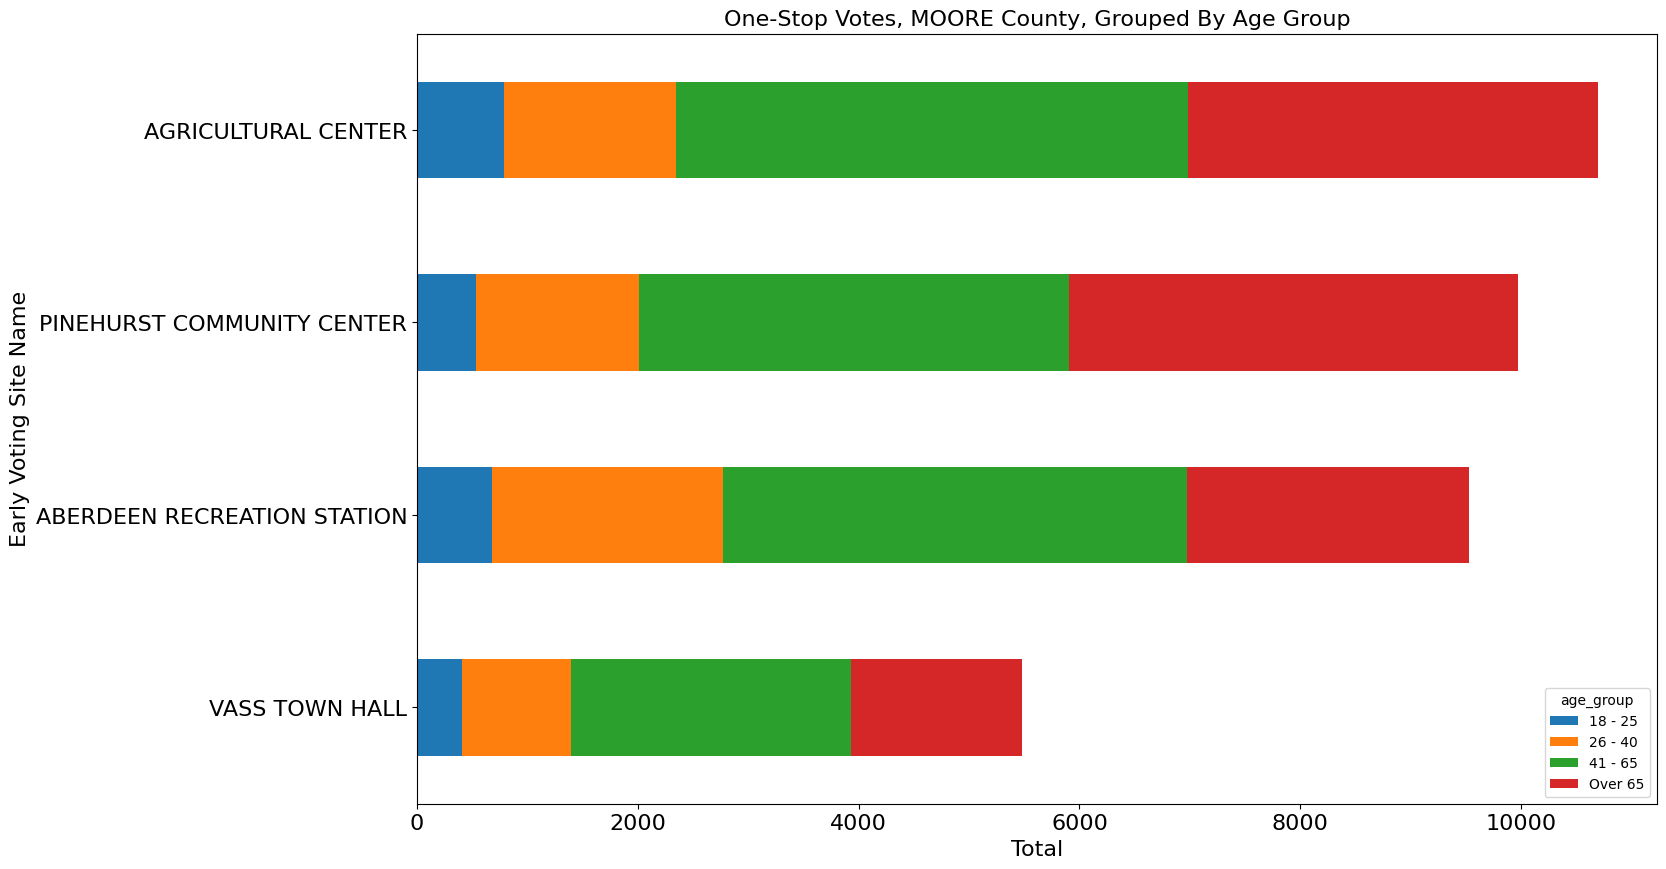 One-Stop Votes, MOORE County, Grouped By Age Group
Early Voting Site Name
AGRICULTURAL CENTER
PINEHURST COMMUNITY CENTER
ABERDEEN RECREATION STATION
VASS TOWN HALL
age_group
18 - 25
26 - 40
41 - 65
Over 65
0 2000 4000 6000 8000 10000
Total